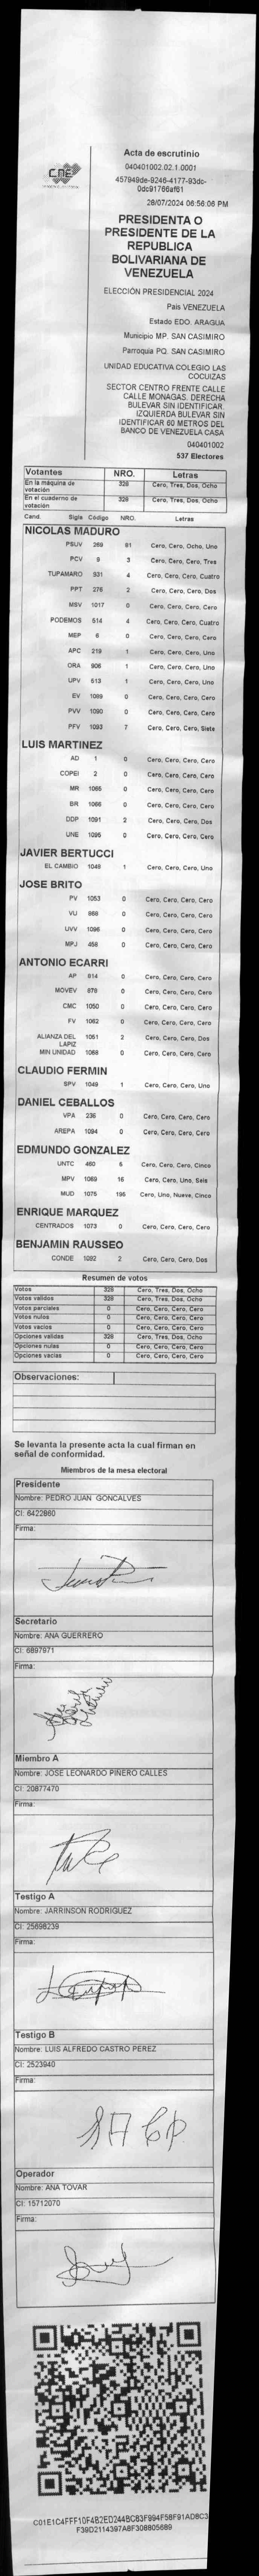 CNE
Acta de escrutinio
040401002.02.1.0001
457949de-9246-4177-93dc-
0dc91766af61
28/07/2024 06:56:06 PM
PRESIDENTA O
PRESIDENTE DE LA
REPUBLICA
BOLIVARIANA DE
VENEZUELA
ELECCIÓN PRESIDENCIAL 2024
País VENEZUELA
Estado EDO. ARAGUA
Municipio MP. SAN CASIMIRO
Parroquia PQ. SAN CASIMIRO
UNIDAD EDUCATIVA COLEGIO LAS
COCUIZAS
SECTOR CENTRO FRENTE CALLE
CALLE MONAGAS. DERECHA
BULEVAR SIN IDENTIFICAR.
IZQUIERDA BULEVAR SIN
IDENTIFICAR 60 METROS DEL
BANCO DE VENEZUELA CASA
040401002
537 Electores
Votantes NRO. Letras
En la máquina de votación 328 Cero, Tres, Dos, Ocho
En el cuaderno de votación 328 Cero, Tres, Dos, Ocho
Cand. Sigla Código NRO. Letras
NICOLAS MADURO
PSUV 269 81 Cero, Cero, Ocho, Uno
PCV 9 3 Cero, Cero, Cero, Tres
TUPAMARO 531 4 Cero, Cero, Cero, Cuatro
PPT 276 2 Cero, Cero, Cero, Dos
MSV 1017 0 Cero, Cero, Cero, Cero
PODEMOS 514 4 Cero, Cero, Cero, Cuatro
MEP 6 0 Cero, Cero, Cero, Cero
APC 219 1 Cero, Cero, Cero, Uno
ORA 906 1 Cero, Cero, Cero, Uno
UPV 513 1 Cero, Cero, Cero, Uno
EV 1089 0 Cero, Cero, Cero, Cero
PVV 1090 0 Cero, Cero, Cero, Cero
PFV 1093 7 Cero, Cero, Cero, Siete
LUIS MARTINEZ
AD 1 0 Cero, Cero, Cero, Cero
COPEI 2 0 Cero, Cero, Cero, Cero
MR 1065 0 Cero, Cero, Cero, Cero
BR 1066 0 Cero, Cero, Cero, Cero
DDP 1091 2 Cero, Cero, Cero, Dos
UNE 1095 0 Cero, Cero, Cero, Cero
JAVIER BERTUCCI
EL CAMBIO 1048 1 Cero, Cero, Cero, Uno
JOSE BRITO
PV 1053 0 Cero, Cero, Cero, Cero
VU 868 0 Cero, Cero, Cero, Cero
UVV 1096 0 Cero, Cero, Cero, Cero
MPJ 458 0 Cero, Cero, Cero, Cero
ANTONIO ECARRI
AP 814 0 Cero, Cero, Cero, Cero
MOVEV 879 0 Cero, Cero, Cero, Cero
CMC 1050 0 Cero, Cero, Cero, Cero
FV 1062 0 Cero, Cero, Cero, Cero
ALIANZA DEL LAPIZ 1051 2 Cero, Cero, Cero, Dos
MIN UNIDAD 1068 0 Cero, Cero, Cero, Cero
CLAUDIO FERMIN
SPV 1049 1 Cero, Cero, Cero, Uno
DANIEL CEBALLOS
VPA 236 0 Cero, Cero, Cero, Cero
AREPA 1094 0 Cero, Cero, Cero, Cero
EDMUNDO GONZALEZ
UNTC 460 5 Cero, Cero, Cero, Cinco
MPV 1069 16 Cero, Cero, Uno, Seis
MUD 1075 195 Cero, Uno, Nueve, Cinco
ENRIQUE MARQUEZ
CENTRADOS 1073 0 Cero, Cero, Cero, Cero
BENJAMIN RAUSSEO
CONDE 1092 2 Cero, Cero, Cero, Dos
Resumen de votos
Votos 328 Cero, Tres, Dos, Ocho
Votos validos 328 Cero, Tres, Dos, Ocho
Votos parciales 0 Cero, Cero, Cero, Cero
Votos nulos 0 Cero, Cero, Cero, Cero
Votos vacios 0 Cero, Cero, Cero, Cero
Opciones validas 328 Cero, Tres, Dos, Ocho
Opciones nulas 0 Cero, Cero, Cero, Cero
Opciones vacias 0 Cero, Cero, Cero, Cero
Observaciones:
Se levanta la presente acta la cual firman en
señal de conformidad.
Miembros de la mesa electoral
Presidente
Nombre: PEDRO JUAN GONCALVES
CI: 6422860
Firma:
Secretario
Nombre: ANA GUERRERO
CI: 6897971
Firma:
Miembro A
Nombre: JOSE LEONARDO PIÑERO CALLES
CI: 20877470
Firma:
Testigo A
Nombre: JARRINSON RODRIGUEZ
CI: 25698239
Firma:
Testigo B
Nombre: LUIS ALFREDO CASTRO PEREZ
CI: 2523940
Firma:
Operador
Nombre: ANA TOVAR
CI: 15712070
Firma:
C01E1C4FFF10F4B2ED244BC83F994F58F91AD8C3
F39D2114397A8F308805689